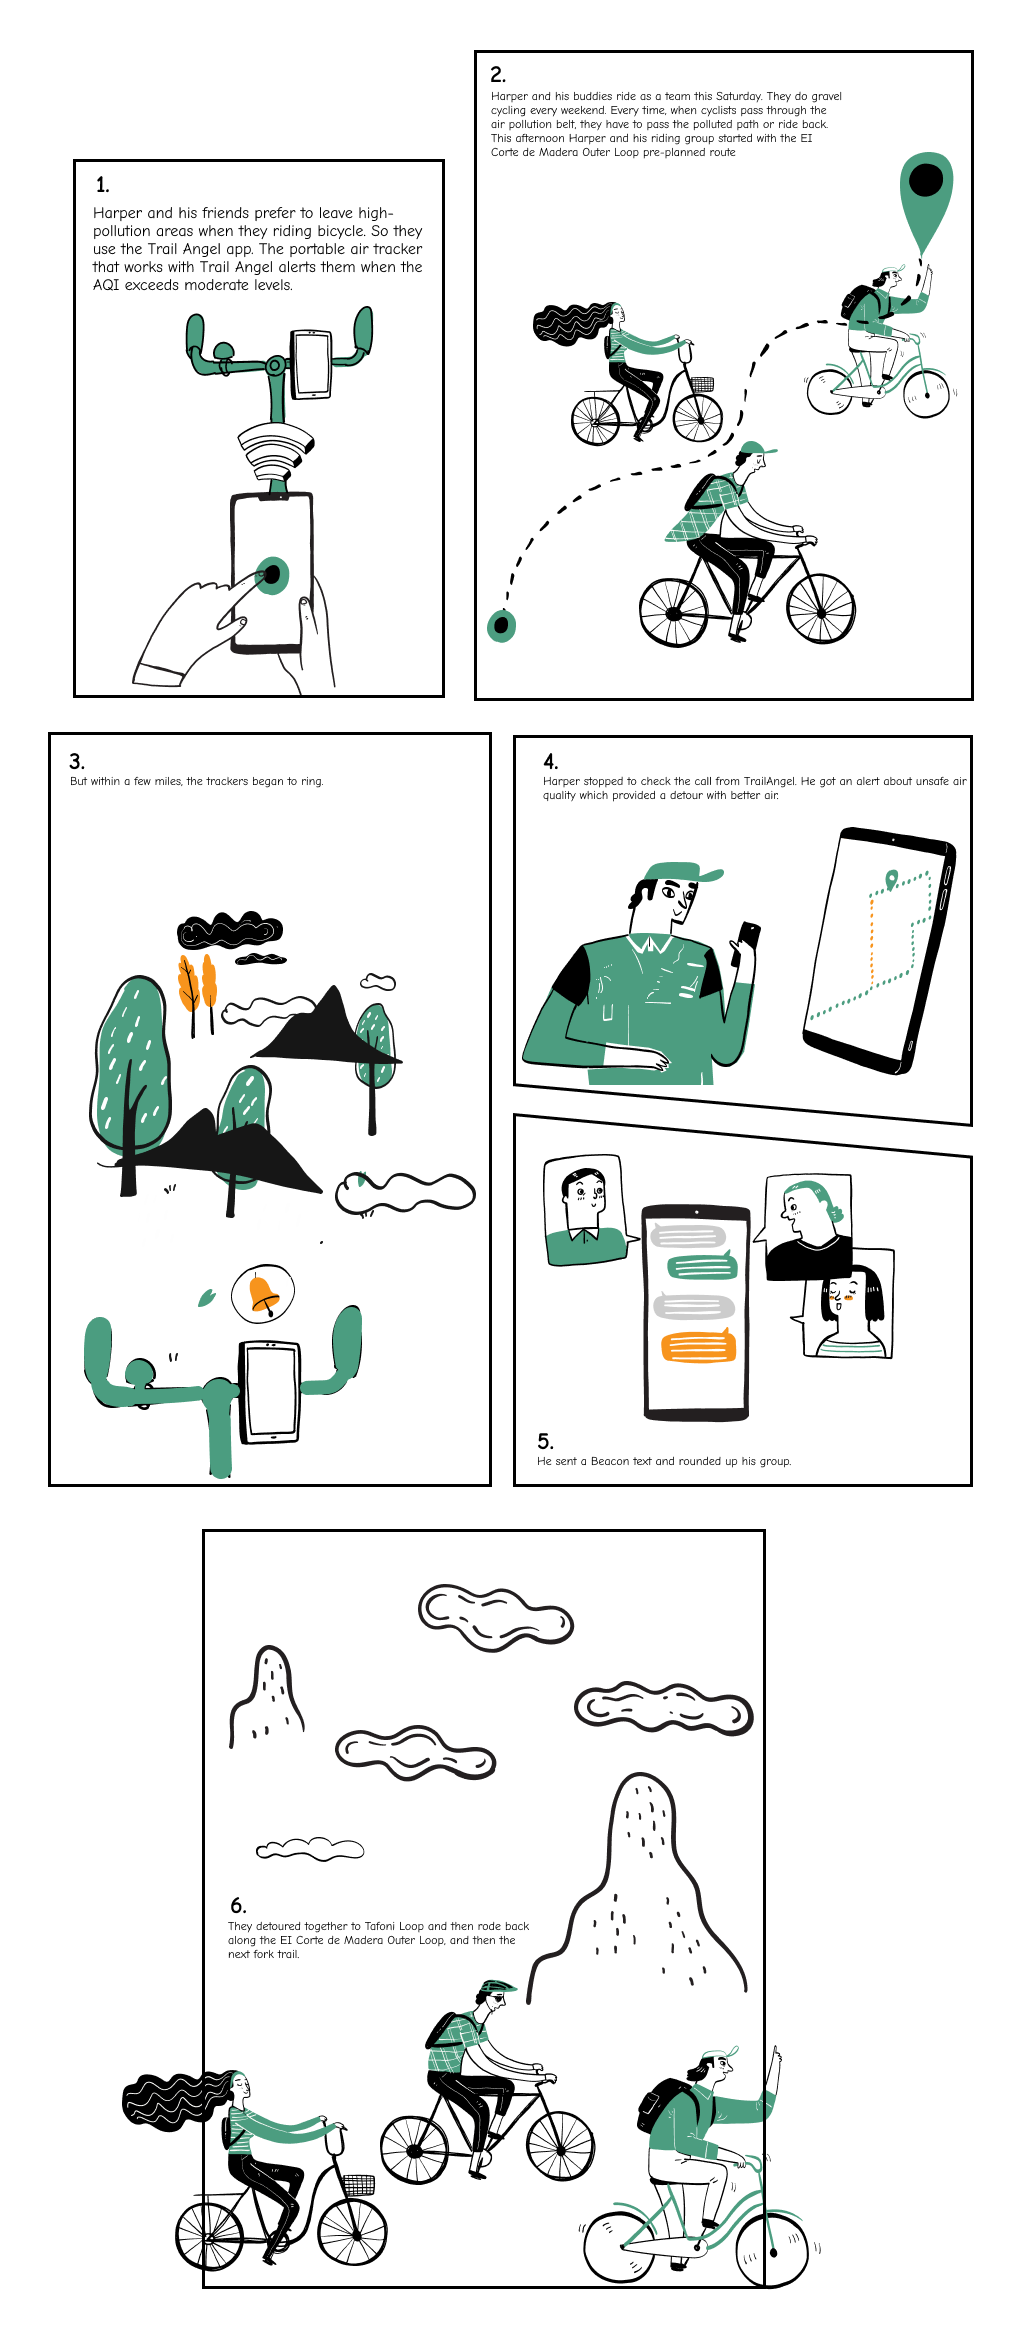 1.
Harper and his friends prefer to leave high-
pollution areas when they riding bicycle. So they
use the Trail Angel app. The portable air tracker
that works with Trail Angel alerts them when the
AQI exceeds moderate levels.
2.
Harper and his buddies ride as a team this Saturday. They do gravel
cycling every weekend. Every time, when cyclists pass through the
air pollution belt, they have to pass the polluted path or ride back.
This afternoon Harper and his riding group started with the EI
Corte de Madera Outer Loop pre-planned route
3.
But within a few miles, the trackers began to ring.
4.
Harper stopped to check the call from TrailAngel. He got an alert about unsafe air
quality which provided a detour with better air.
5.
He sent a Beacon text and rounded up his group.
6.
They detoured together to Tafoni Loop and then rode back
along the EI Corte de Madera Outer Loop, and then the
next fork trail.